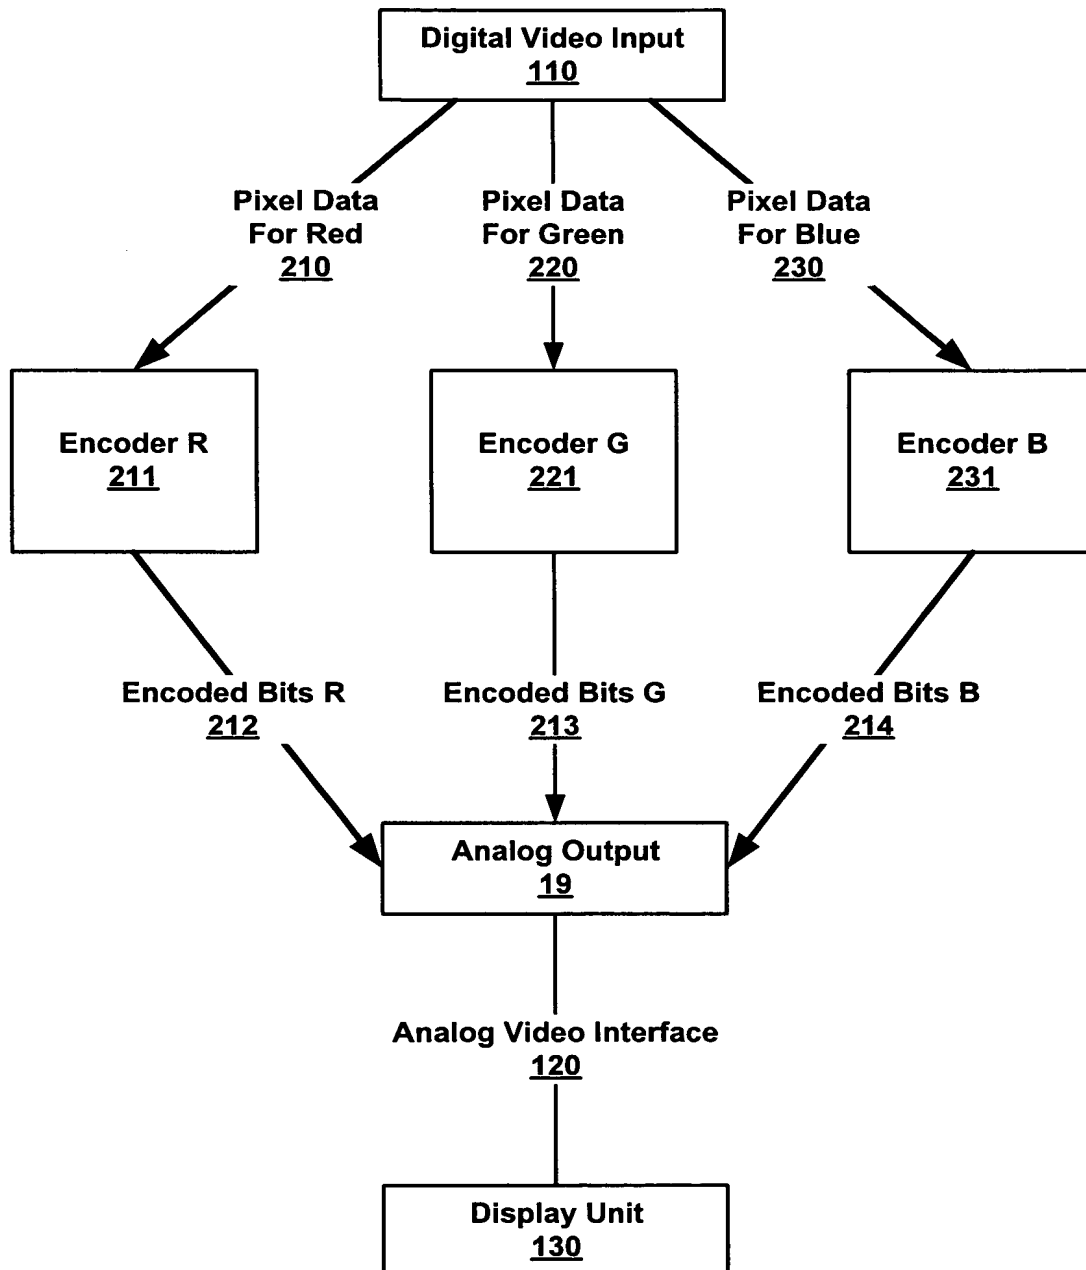 Digital Video Input
110
Pixel Data
For Red
210
Pixel Data
For Green
220
Pixel Data
For Blue
230
Encoder R
211
Encoder G
221
Encoder B
231
Encoded Bits R
212
Encoded Bits G
213
Encoded Bits B
214
Analog Output
19
Analog Video Interface
120
Display Unit
130